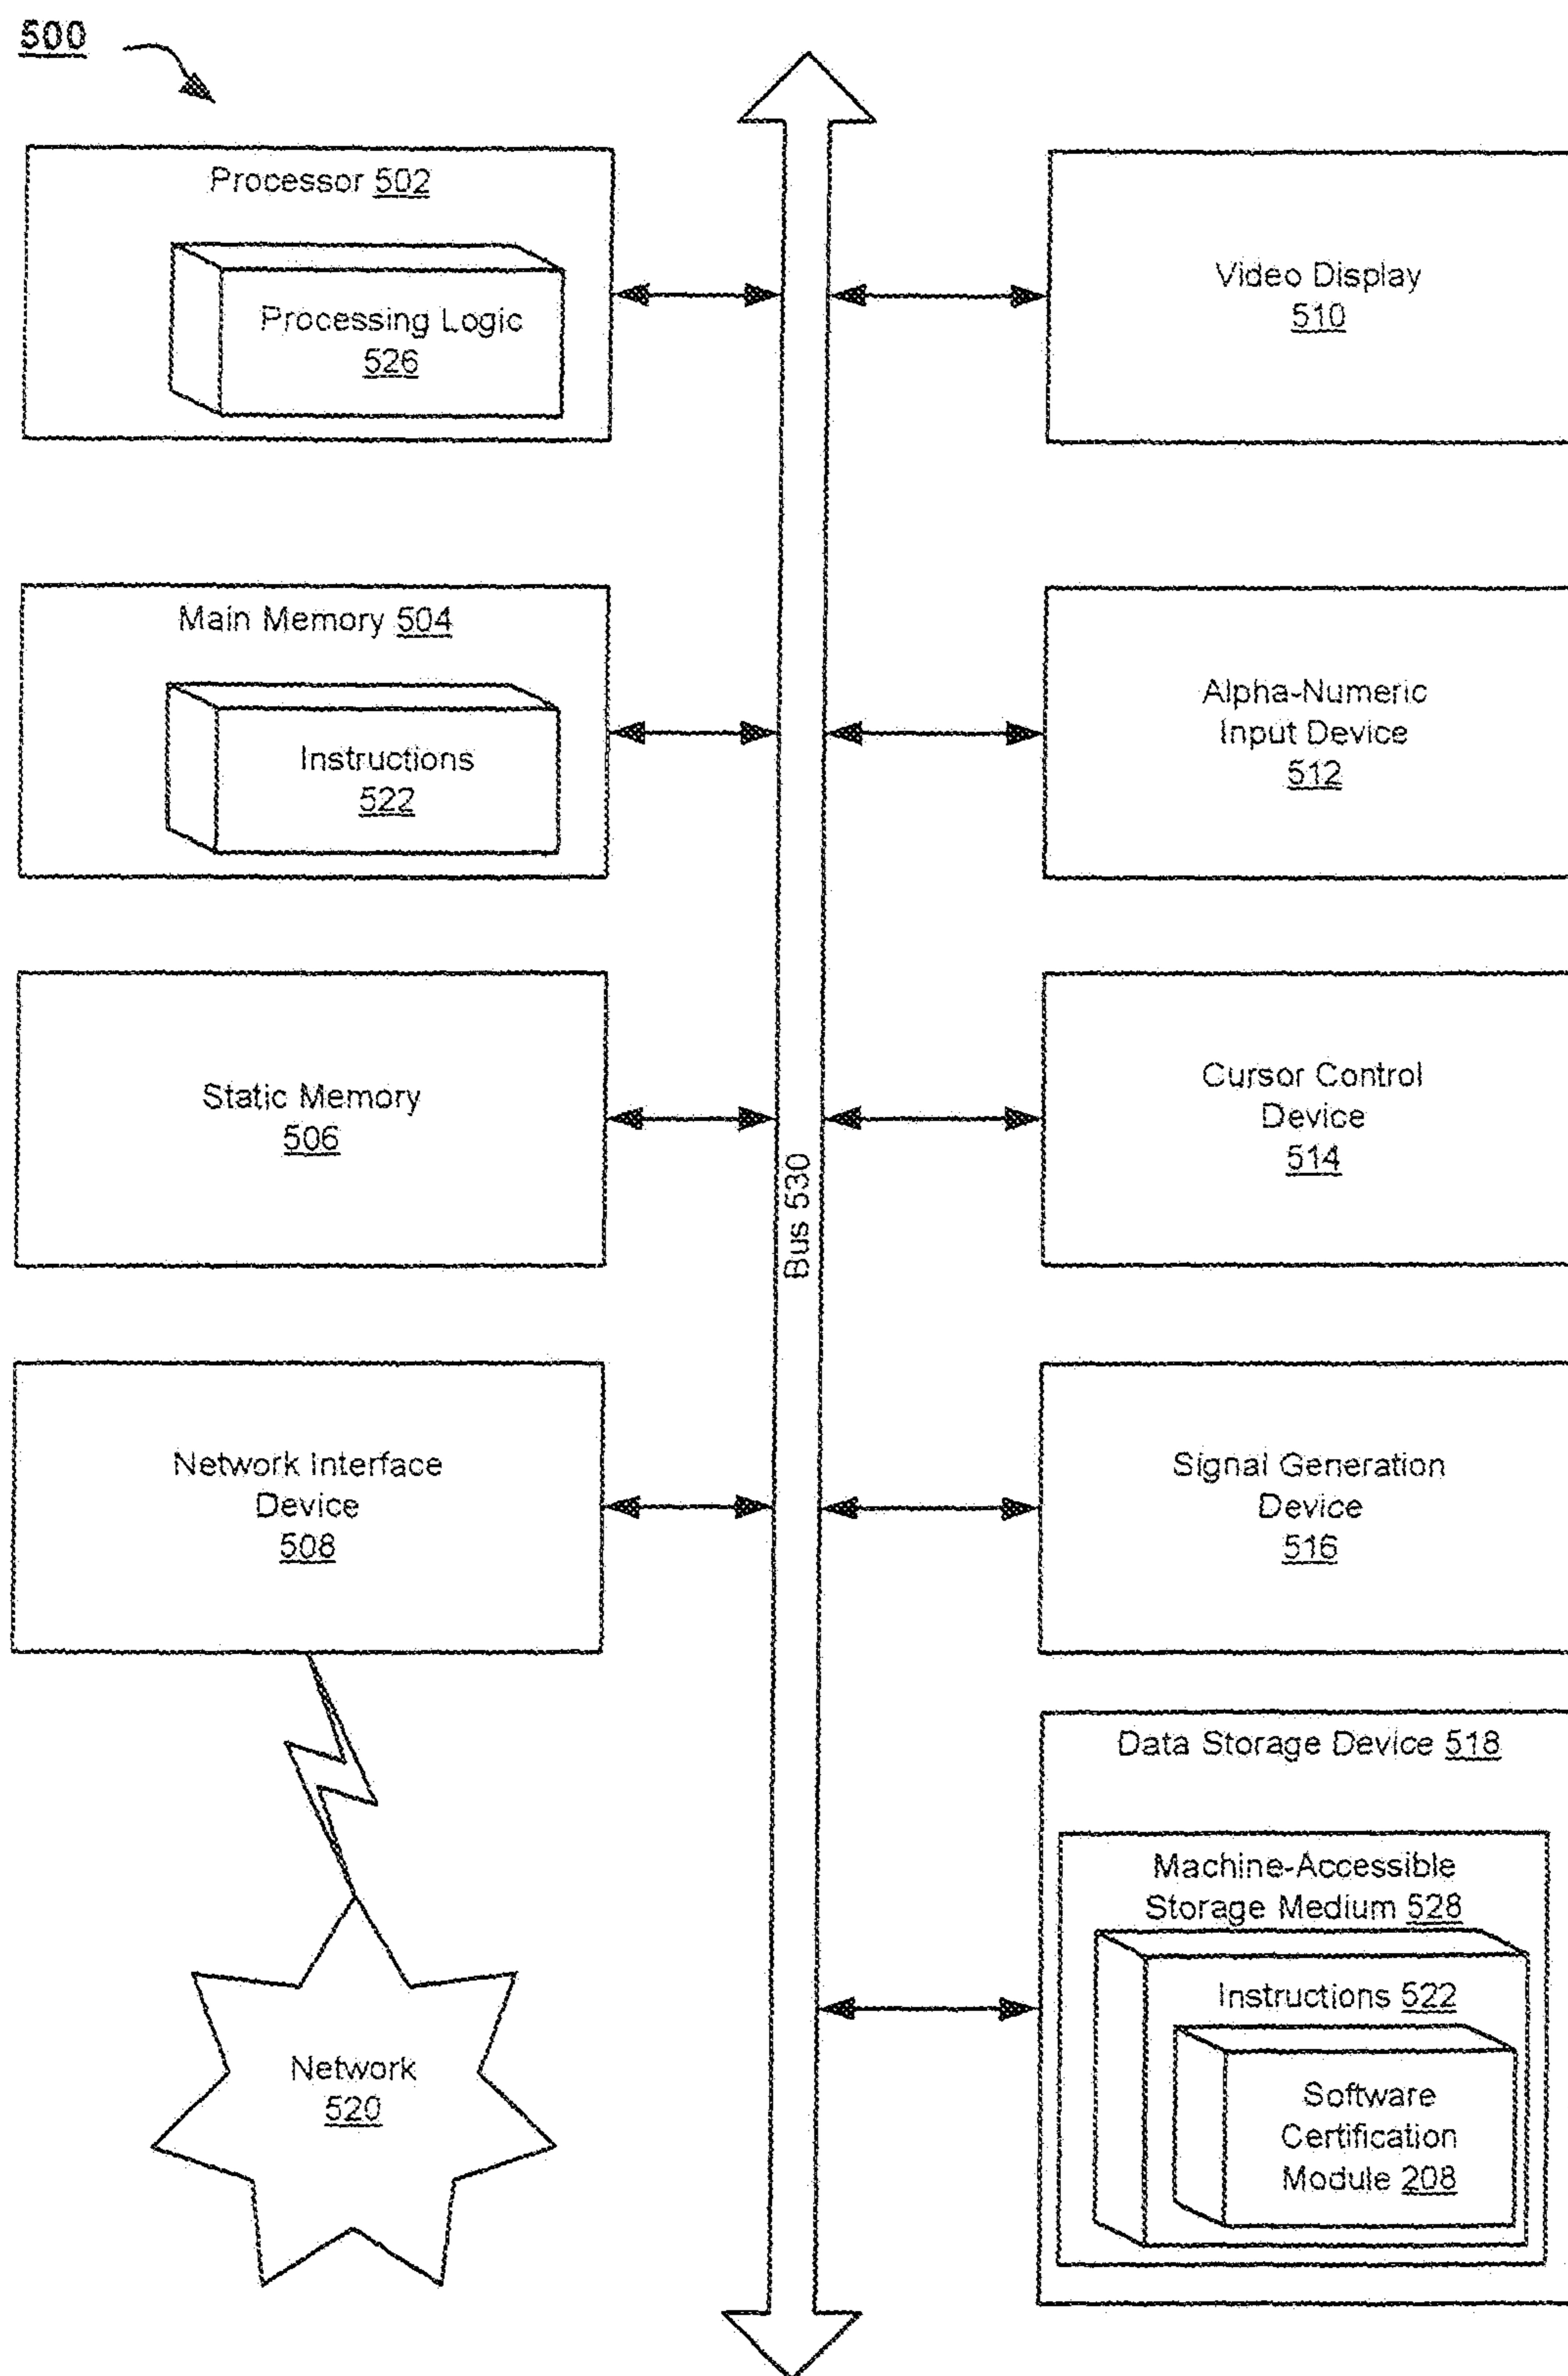 500
Processor 502
Processing Logic
526
Video Display
510
Main Memory 504
Instructions
522
Alpha-Numeric
Input Device
512
Static Memory
506
Cursor Control
Device
514
Bus 530
Network Interface
Device
508
Signal Generation
Device
516
Data Storage Device 518
Machine-Accessible
Storage Medium 528
Instructions 522
Software
Certification
Module 208
Network
520